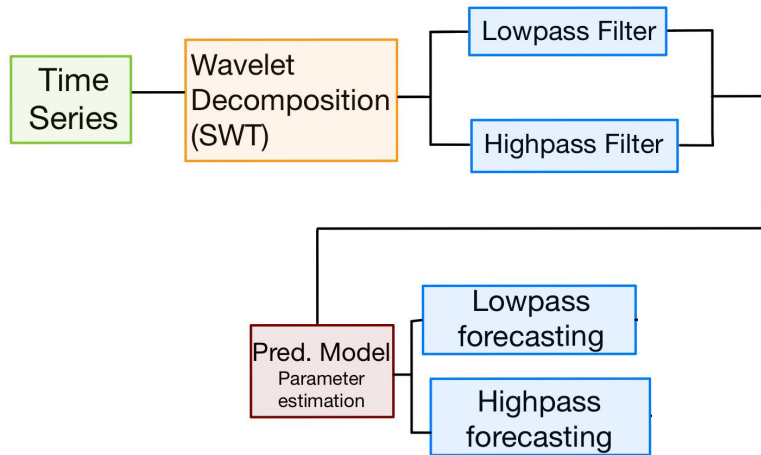 Time
Series
Wavelet
Decomposition
(SWT)
Lowpass Filter
Highpass Filter
Pred. Model
Parameter
estimation
Lowpass
forecasting
Highpass
forecasting